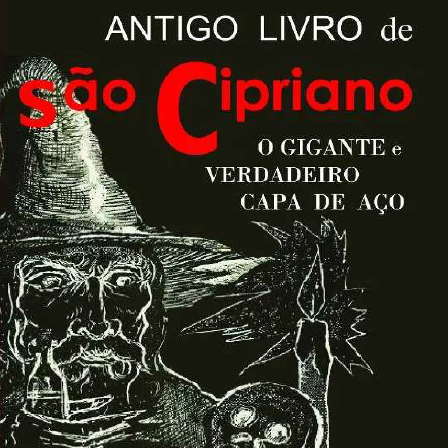 ANTIGO LIVRO de
são Cipriano
O GIGANTE e
VERDADEIRO
CAPA DE AÇO